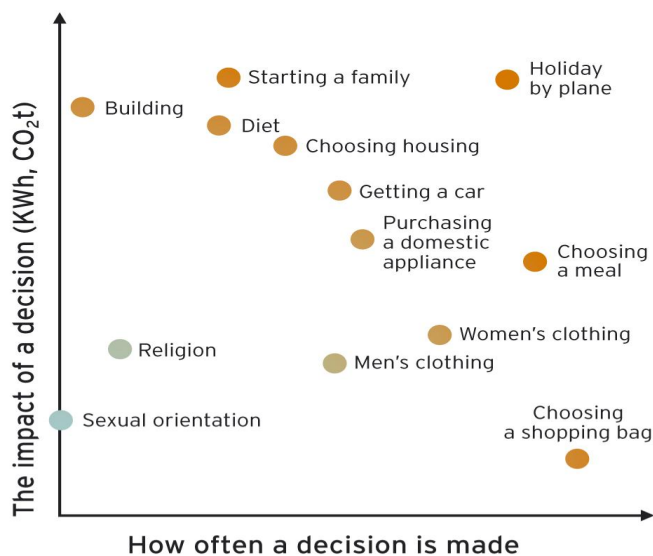 The impact of a decision (KWh, CO₂t)
Starting a family
Holiday
by plane
Building
Diet
Choosing housing
Getting a car
Purchasing
a domestic
appliance
Choosing
a meal
Women's clothing
Religion
Men's clothing
Sexual orientation
Choosing
a shopping bag
How often a decision is made